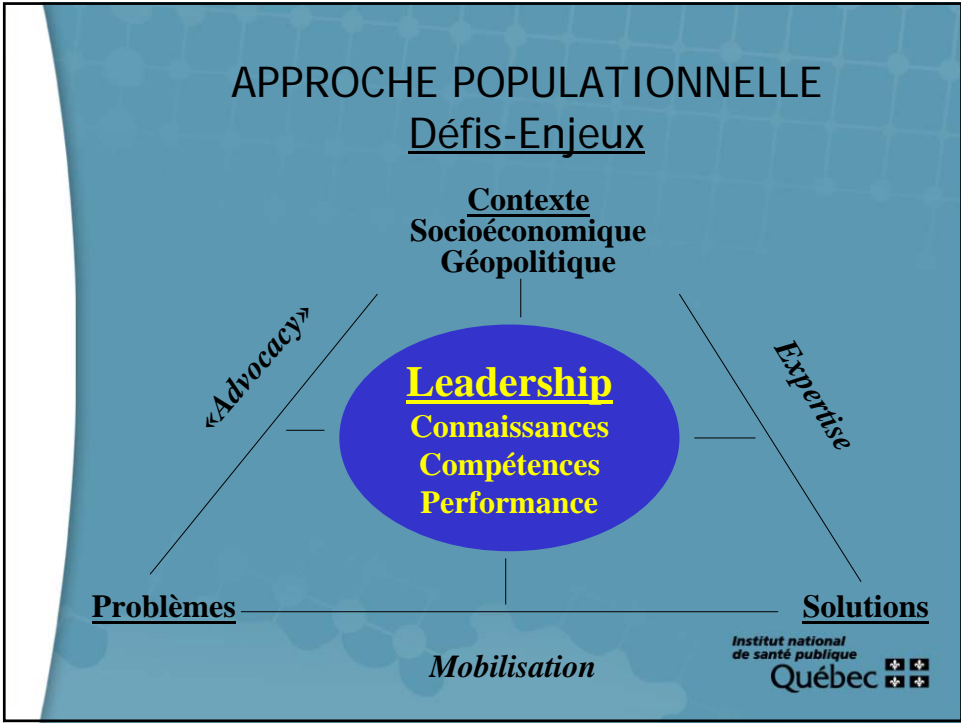 APPROCHE POPULATIONNELLE
Défis-Enjeux
Contexte
Socioéconomique
Géopolitique
«Advocacy»
Expertise
Leadership
Connaissances
Compétences
Performance
Problèmes
Solutions
Mobilisation
Institut national
de santé publique
Québec